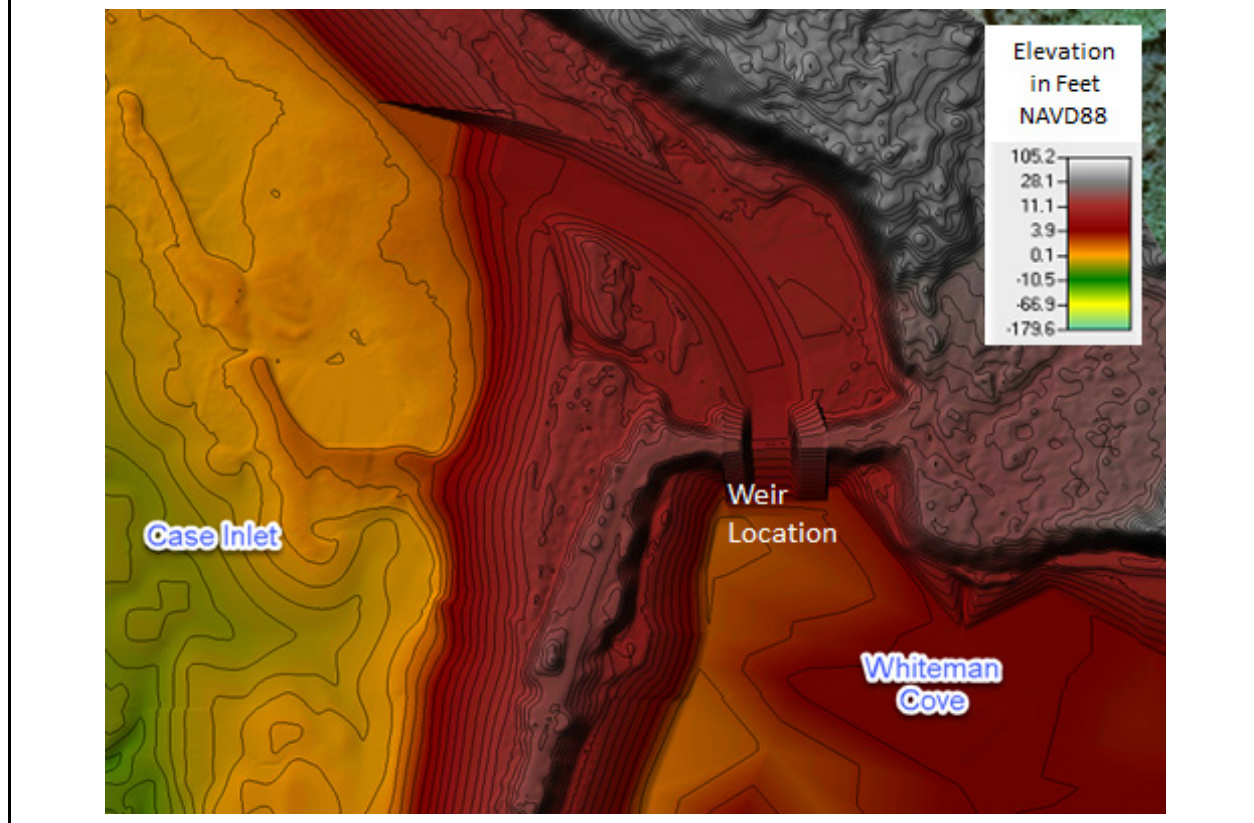 Elevation
in Feet
NAVD88
105.2
28.1
11.1
3.9
0.1
-10.5
-66.9
-179.6
Weir
Location
Case Inlet
Whiteman
Cove